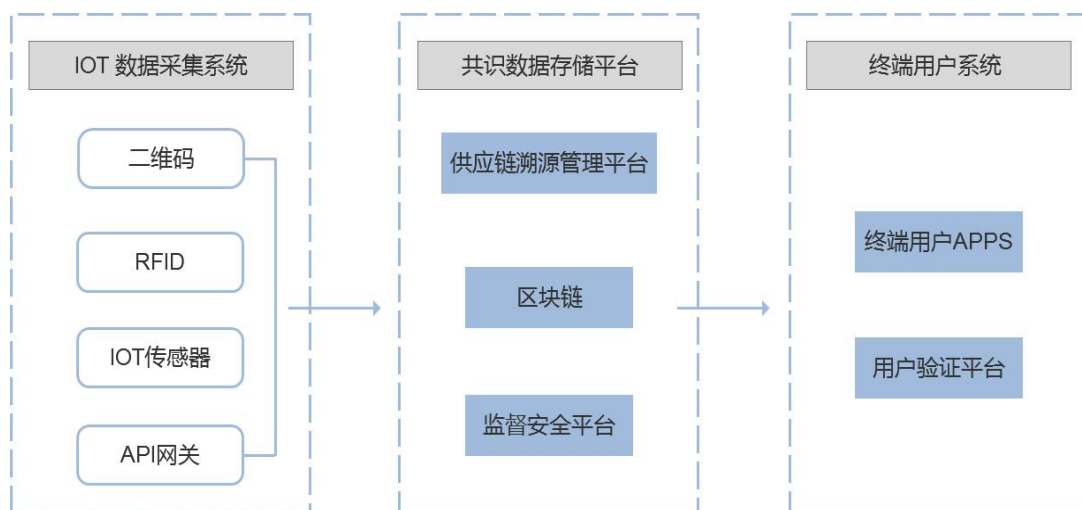 IOT 数据采集系统
二维码
RFID
IOT传感器
API网关
共识数据存储平台
供应链溯源管理平台
区块链
监督安全平台
终端用户系统
终端用户APPS
用户验证平台